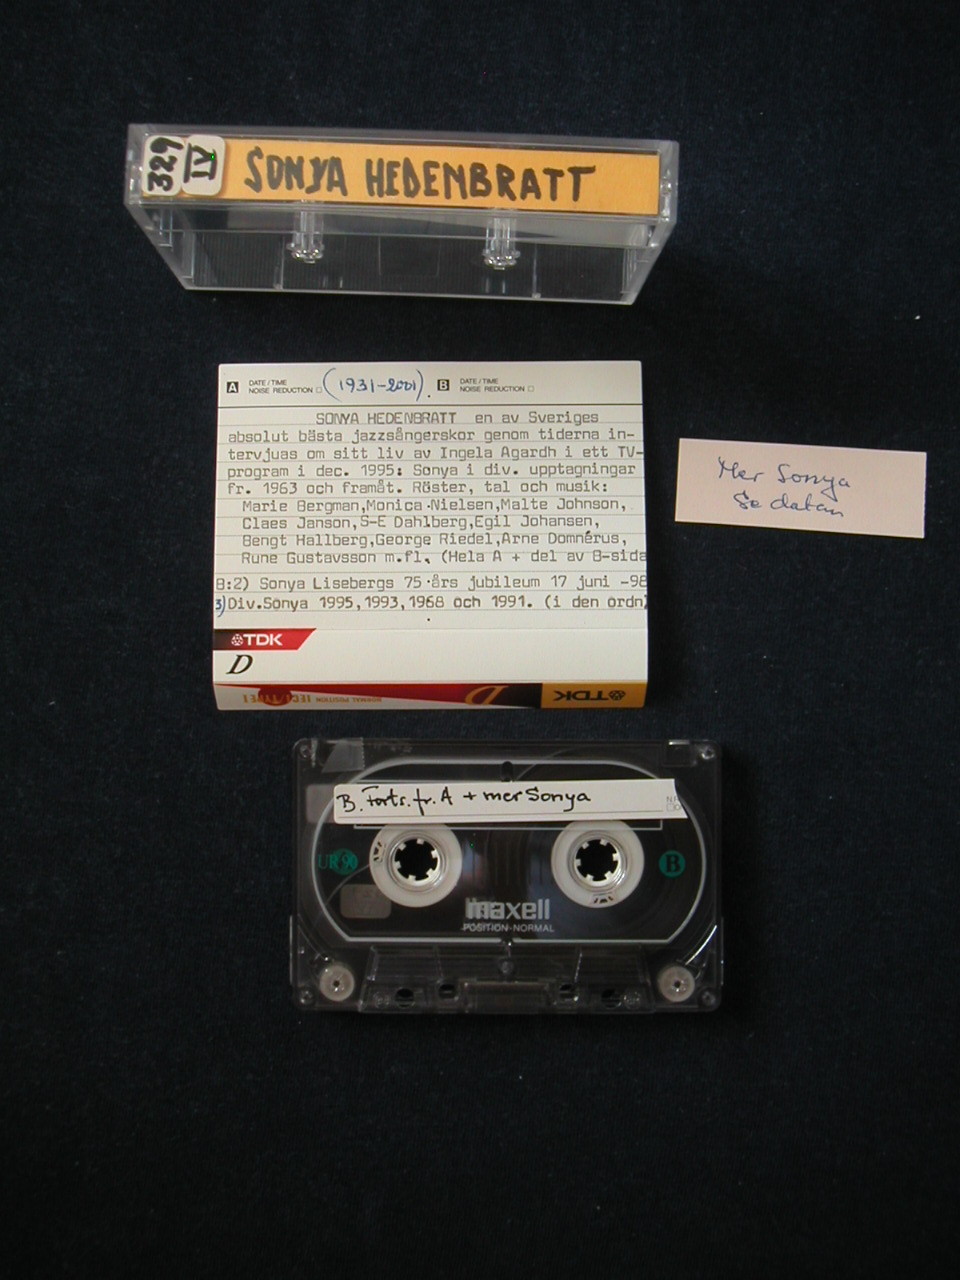 329
IV
SONJA HEDENBRATT
A DATE/TIME
NOISE REDUCTION
(1931-2001)
B DATE/TIME
NOISE REDUCTION
SONYA HEDENBRATT en av Sveriges
absolut bästa jazzsångerskor genom tiderna in-
tervjuas om sitt liv av Ingela Agardh i ett TV-
program i dec. 1995: Sonya i div. upptagningar
fr. 1963 och framåt. Röster, tal och musik:
Marie Bergman,Monica Nielsen,Malte Johnson,
Claes Janson,S-E Dahlberg,Egil Johansen,
Bengt Hallberg,George Riedel,Arne Domnérus,
Rune Gustavsson m.fl. (Hela A + del av B-sida
B:2) Sonya Lisebergs 75 års jubileum 17 juni -98
3) Div.Sonya 1995,1993,1968 och 1991. (i den ordn)
TDK
D
NORMAL POSITION IECI/TYPE I
D
TDK
Mer Sonya
Se datan
B. Forts. fr. A + mer Sonya
UR 90
B
maxell
POSITION-NORMAL